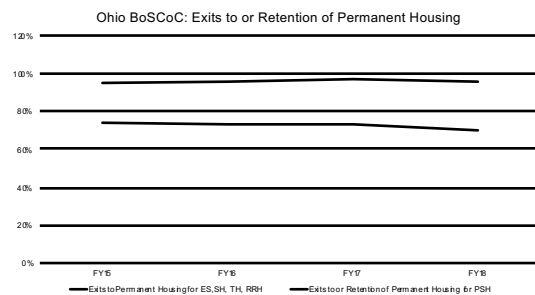 Ohio BoSCoC: Exits to or Retention of Permanent Housing
120%
100%
80%
60%
40%
20%
0%
FY15 FY16 FY17 FY18
Exits to Permanent Housing for ES,SH, TH, RRH Exits to or Retention of Permanent Housing for PSH